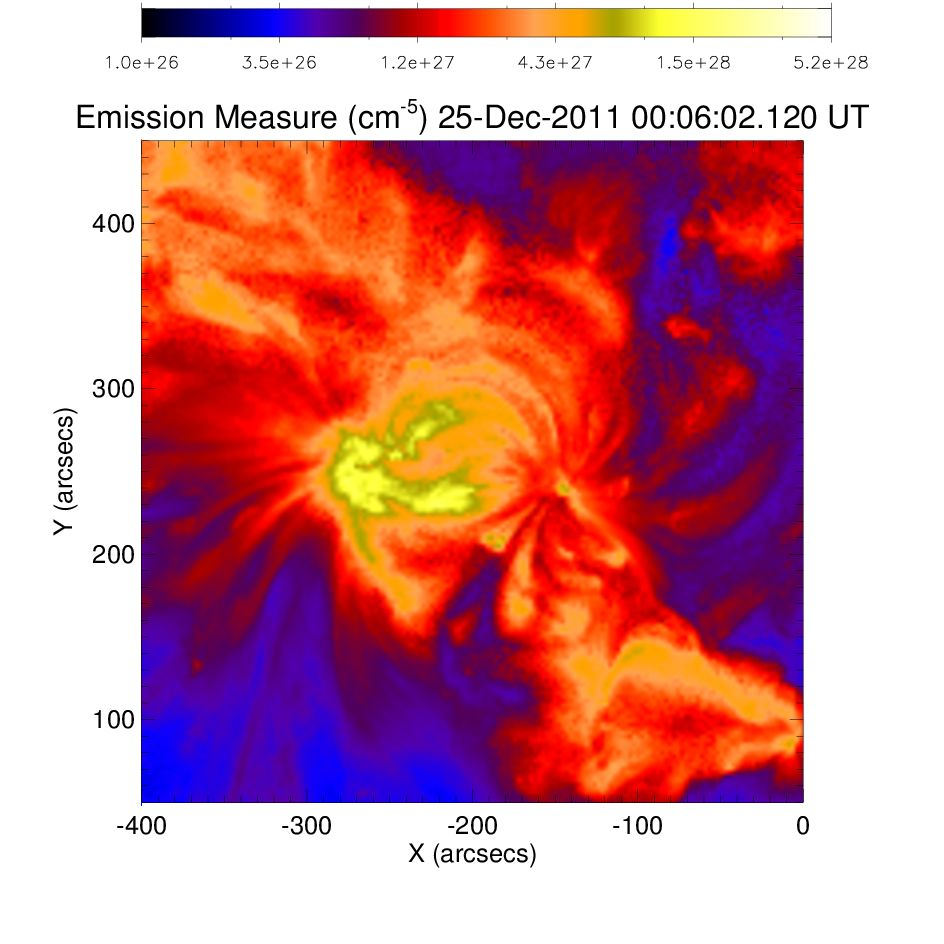 1.0e+26 3.5e+26 1.2e+27 4.3e+27 1.5e+28 5.2e+28
Emission Measure (cm⁻⁵) 25-Dec-2011 00:06:02.120 UT
400
300
200
100
Y (arcsecs)
-400 -300 -200 -100 0
X (arcsecs)